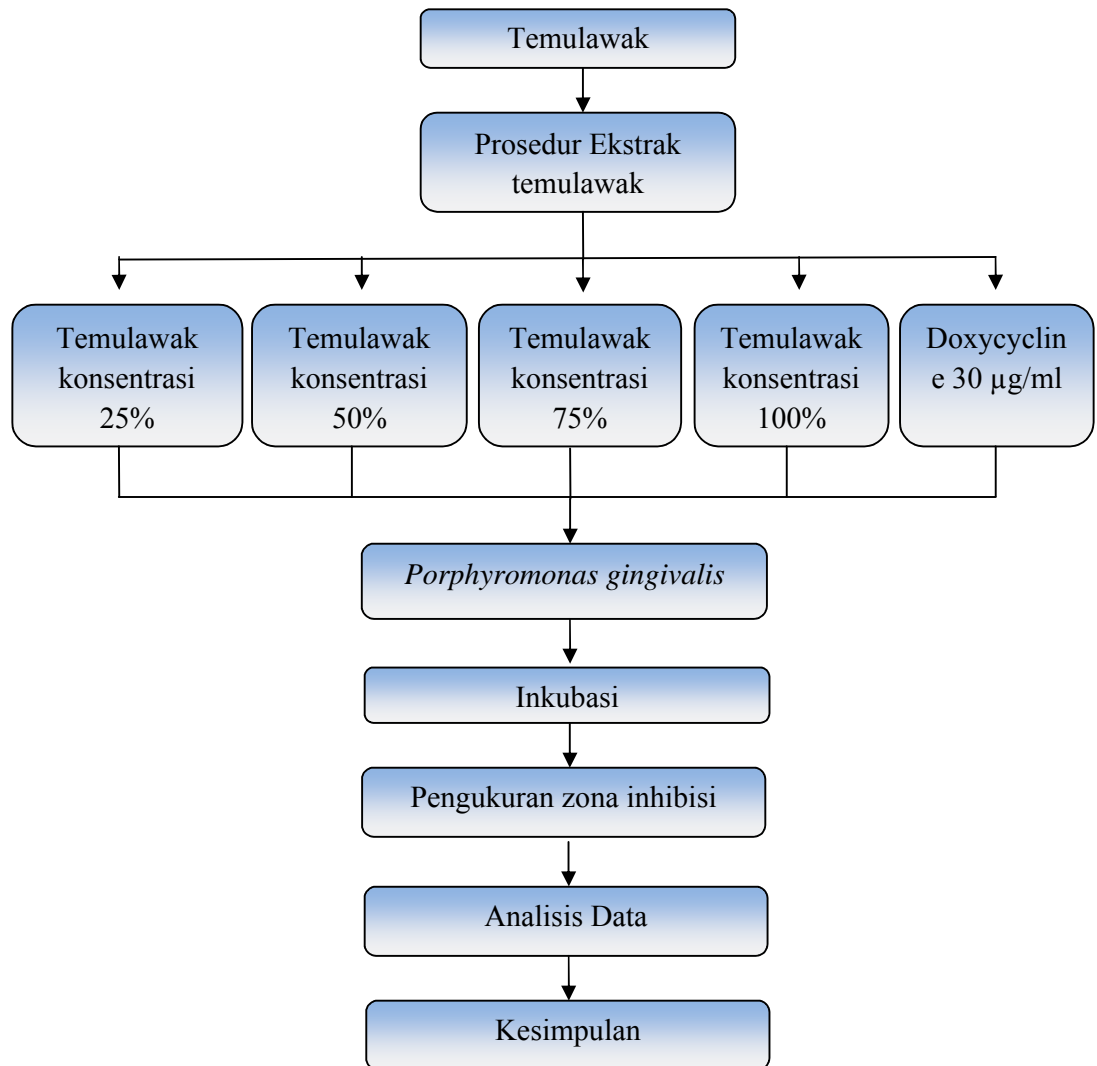 Temulawak
Prosedur Ekstrak
temulawak
Temulawak
konsentrasi
25%
Temulawak
konsentrasi
50%
Temulawak
konsentrasi
75%
Temulawak
konsentrasi
100%
Doxycyclin
e 30 µg/ml
Porphyromonas gingivalis
Inkubasi
Pengukuran zona inhibisi
Analisis Data
Kesimpulan